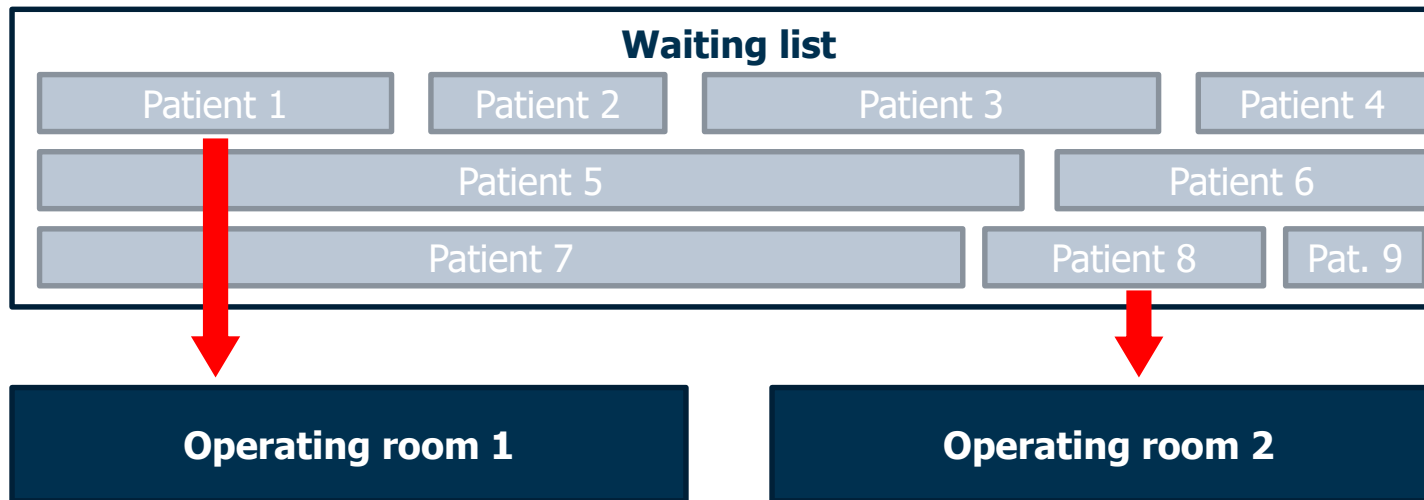 Waiting list
Patient 1 Patient 2 Patient 3 Patient 4
Patient 5 Patient 6
Patient 7 Patient 8 Pat. 9
Operating room 1 Operating room 2